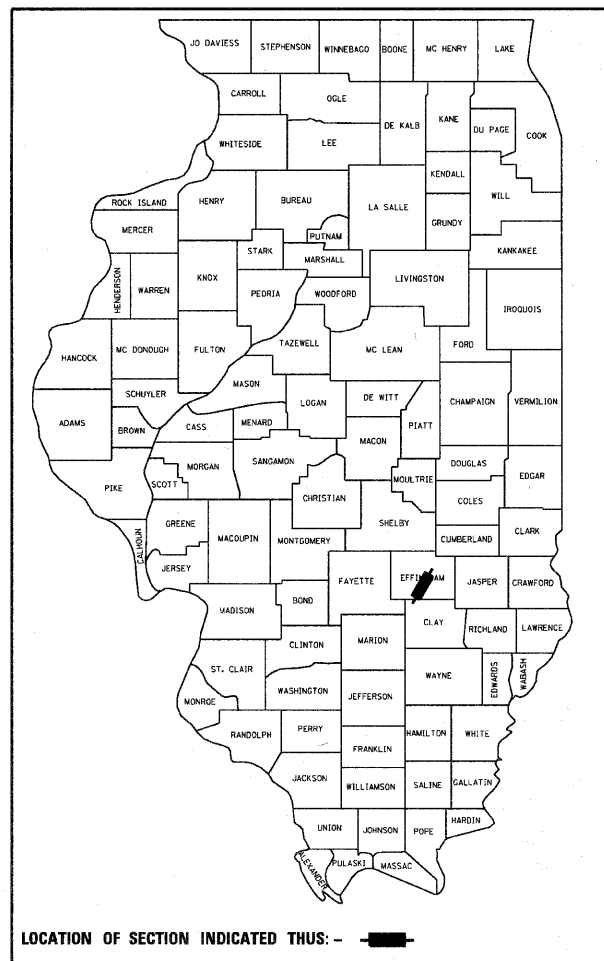 JO DAVIESS
STEPHENSON
WINNEBAGO
BOONE
MC HENRY
LAKE
CARROLL
OGLE
DE KALB
KANE
DU PAGE
COOK
WHITESIDE
LEE
KENDALL
WILL
ROCK ISLAND
HENRY
BUREAU
LA SALLE
GRUNDY
MERCER
PUTNAM
KANKAKEE
STARK
MARSHALL
HENDERSON
WARREN
KNOX
PEORIA
WOODFORD
LIVINGSTON
IROQUOIS
HANCOCK
MC DONOUGH
FULTON
TAZEWELL
MC LEAN
FORD
SCHUYLER
MASON
ADAMS
BROWN
CASS
MENARD
LOGAN
DE WITT
PIATT
CHAMPAIGN
VERMILION
MACON
PIKE
SCOTT
MORGAN
SANGAMON
CHRISTIAN
MOULTRIE
DOUGLAS
EDGAR
COLES
SHELBY
CALHOUN
GREENE
MACOUPIN
MONTGOMERY
CUMBERLAND
CLARK
JERSEY
FAYETTE
JASPER
CRAWFORD
MADISON
BOND
CLAY
RICHLAND
LAWRENCE
CLINTON
MARION
ST. CLAIR
WAYNE
EDWARDS
WABASH
MONROE
WASHINGTON
JEFFERSON
RANDOLPH
PERRY
HAMILTON
WHITE
FRANKLIN
JACKSON
WILLIAMSON
SALINE
GALLATIN
UNION
JOHNSON
POPE
HARDIN
ALEXANDER
PULASKI
MASSAC
LOCATION OF SECTION INDICATED THUS: -